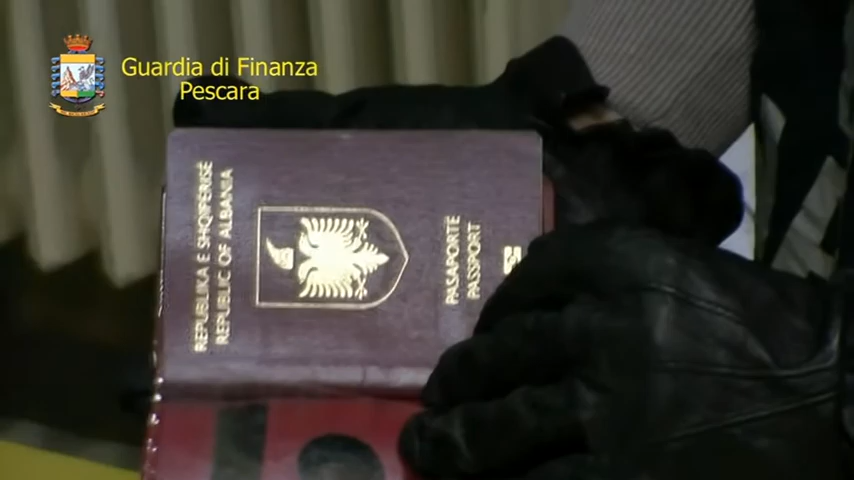 Guardia di Finanza
Pescara
REPUBLIKA E SHQIPËRISË
REPUBLIC OF ALBANIA
PASAPORTË
PASSPORT